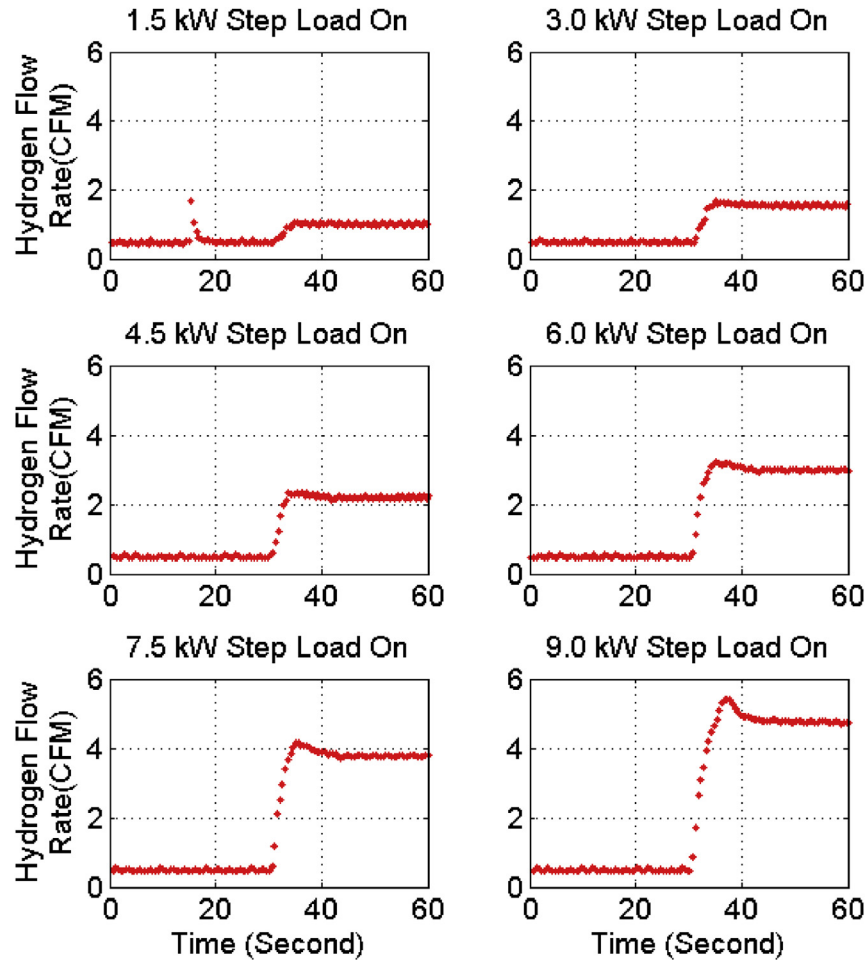 1.5 kW Step Load On
3.0 kW Step Load On
Hydrogen Flow
Rate(CFM)
6
4
2
0
0 20 40 60
6
4
2
0
0 20 40 60
4.5 kW Step Load On
6.0 kW Step Load On
Hydrogen Flow
Rate(CFM)
6
4
2
0
0 20 40 60
6
4
2
0
0 20 40 60
7.5 kW Step Load On
9.0 kW Step Load On
Hydrogen Flow
Rate(CFM)
6
4
2
0
0 20 40 60
Time (Second)
6
4
2
0
0 20 40 60
Time (Second)